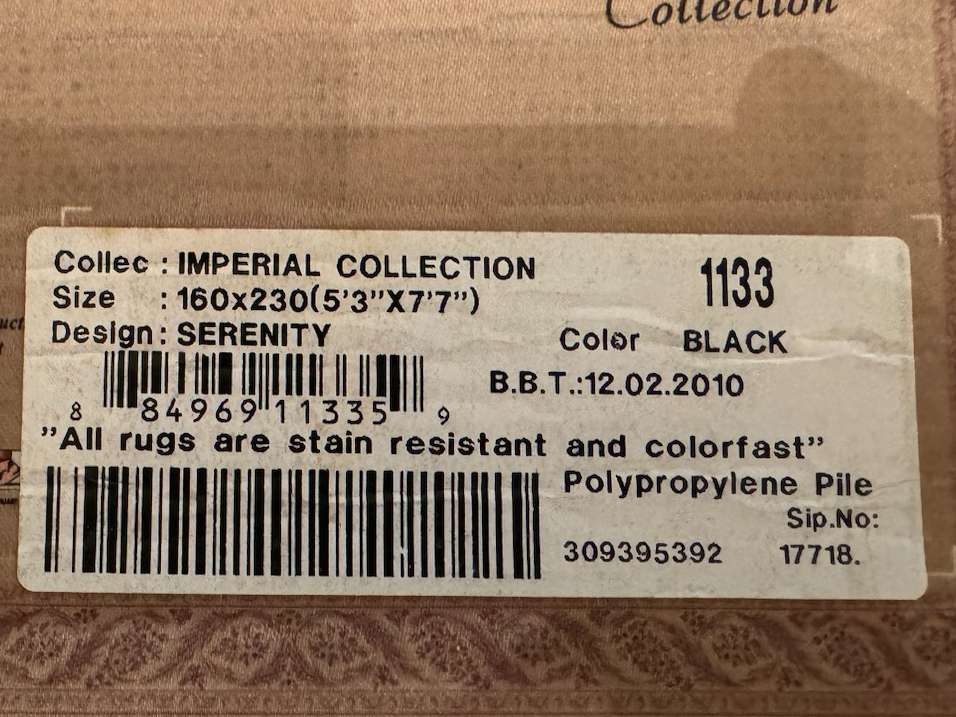 Collection
Collec : IMPERIAL COLLECTION
1133
Size : 160x230(5'3"X7'7")
Design : SERENITY
Color BLACK
B.B.T.:12.02.2010
8 84969 11335 9
"All rugs are stain resistant and colorfast"
Polypropylene Pile
Sip.No:
309395392 17718.